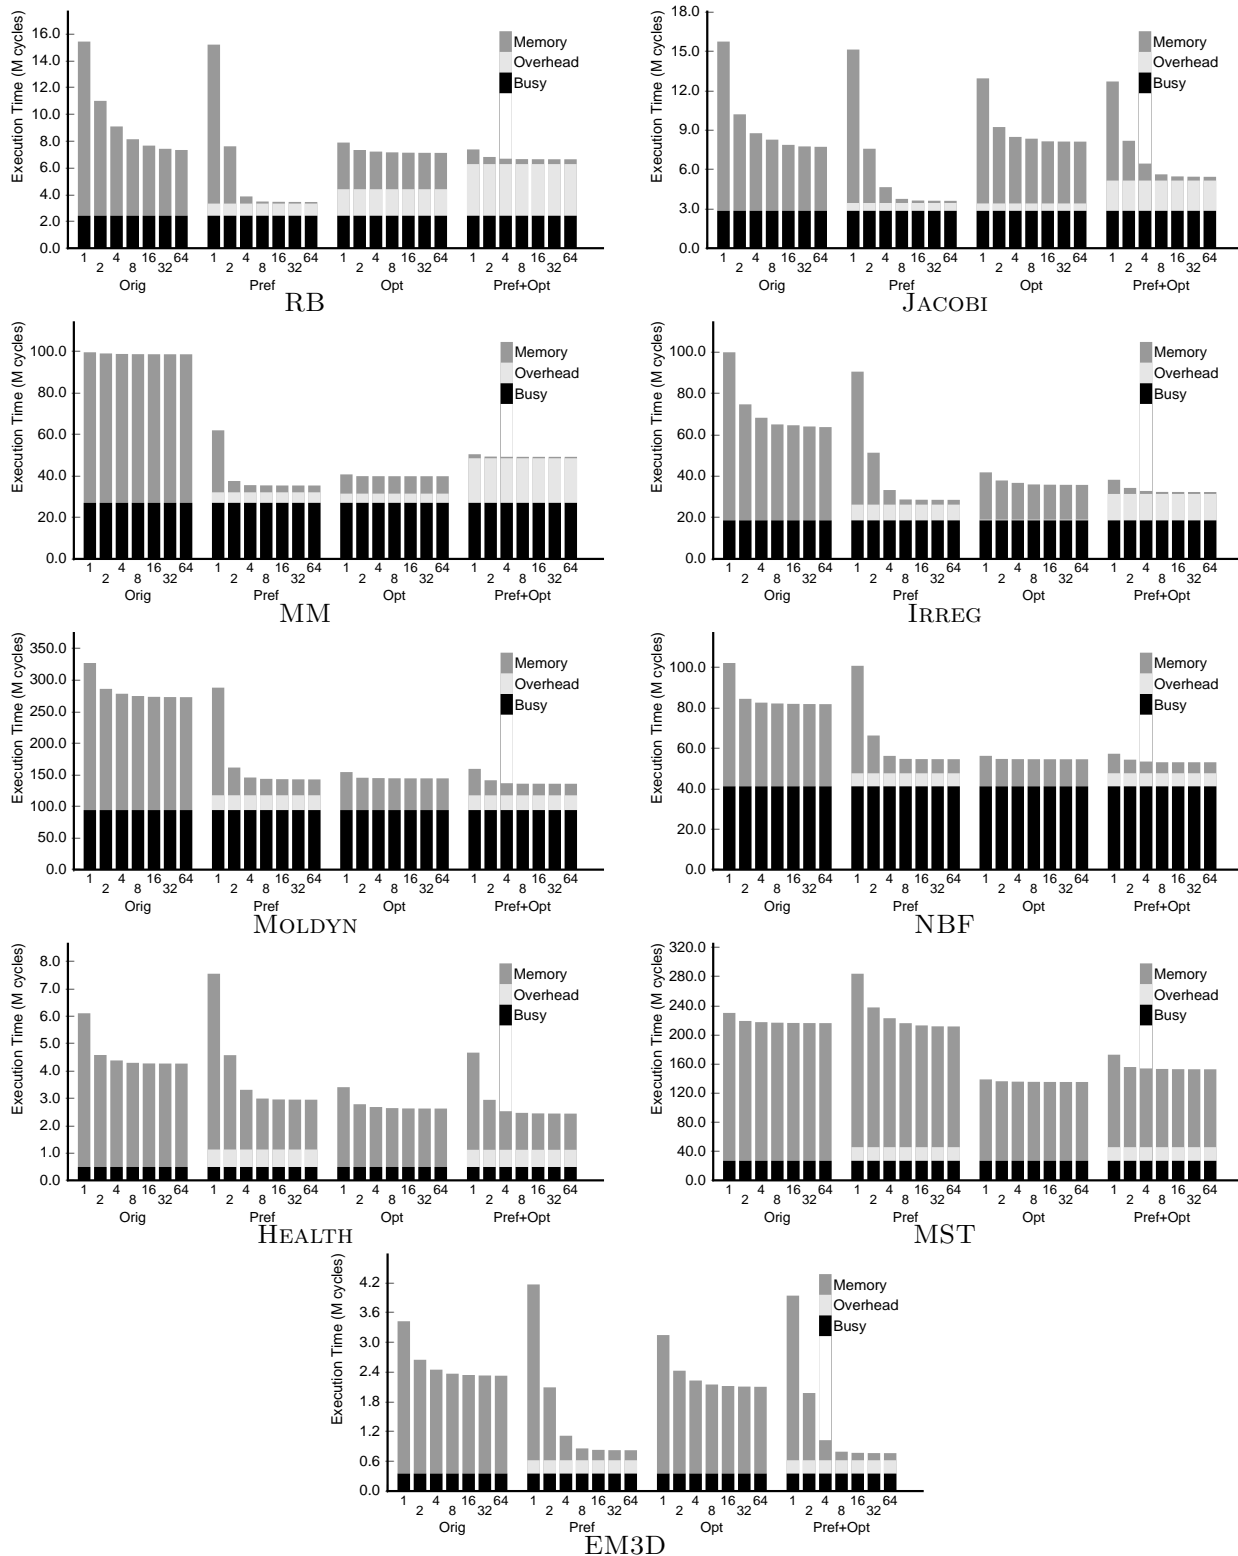 Execution Time (M cycles)
16.0
14.0
12.0
10.0
8.0
6.0
4.0
2.0
0.0
Memory
Overhead
Busy
1 2 4 8 16 32 64 1 2 4 8 16 32 64 1 2 4 8 16 32 64 1 2 4 8 16 32 64
Orig Pref Opt Pref+Opt
RB
Execution Time (M cycles)
18.0
15.0
12.0
9.0
6.0
3.0
0.0
Memory
Overhead
Busy
1 2 4 8 16 32 64 1 2 4 8 16 32 64 1 2 4 8 16 32 64 1 2 4 8 16 32 64
Orig Pref Opt Pref+Opt
JACOBI
Execution Time (M cycles)
100.0
80.0
60.0
40.0
20.0
0.0
Memory
Overhead
Busy
1 2 4 8 16 32 64 1 2 4 8 16 32 64 1 2 4 8 16 32 64 1 2 4 8 16 32 64
Orig Pref Opt Pref+Opt
MM
Execution Time (M cycles)
100.0
80.0
60.0
40.0
20.0
0.0
Memory
Overhead
Busy
1 2 4 8 16 32 64 1 2 4 8 16 32 64 1 2 4 8 16 32 64 1 2 4 8 16 32 64
Orig Pref Opt Pref+Opt
IRREG
Execution Time (M cycles)
350.0
300.0
250.0
200.0
150.0
100.0
50.0
0.0
Memory
Overhead
Busy
1 2 4 8 16 32 64 1 2 4 8 16 32 64 1 2 4 8 16 32 64 1 2 4 8 16 32 64
Orig Pref Opt Pref+Opt
MOLDYN
Execution Time (M cycles)
100.0
80.0
60.0
40.0
20.0
0.0
Memory
Overhead
Busy
1 2 4 8 16 32 64 1 2 4 8 16 32 64 1 2 4 8 16 32 64 1 2 4 8 16 32 64
Orig Pref Opt Pref+Opt
NBF
Execution Time (M cycles)
8.0
7.0
6.0
5.0
4.0
3.0
2.0
1.0
0.0
Memory
Overhead
Busy
1 2 4 8 16 32 64 1 2 4 8 16 32 64 1 2 4 8 16 32 64 1 2 4 8 16 32 64
Orig Pref Opt Pref+Opt
HEALTH
Execution Time (M cycles)
320.0
280.0
240.0
200.0
160.0
120.0
80.0
40.0
0.0
Memory
Overhead
Busy
1 2 4 8 16 32 64 1 2 4 8 16 32 64 1 2 4 8 16 32 64 1 2 4 8 16 32 64
Orig Pref Opt Pref+Opt
MST
Execution Time (M cycles)
4.2
3.6
3.0
2.4
1.8
1.2
0.6
0.0
Memory
Overhead
Busy
1 2 4 8 16 32 64 1 2 4 8 16 32 64 1 2 4 8 16 32 64 1 2 4 8 16 32 64
Orig Pref Opt Pref+Opt
EM3D